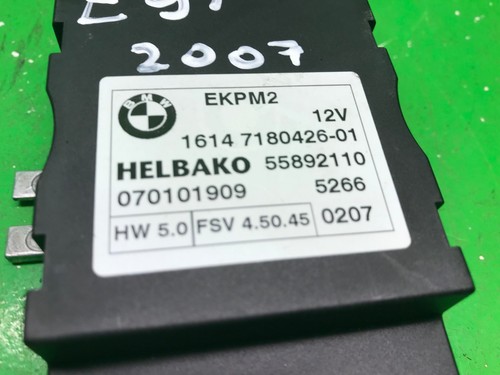 E91
2007
BMW
EKPM2
12V
1614 7180426-01
HELBAKO 55892110
070101909 5266
HW 5.0 FSV 4.50.45 0207